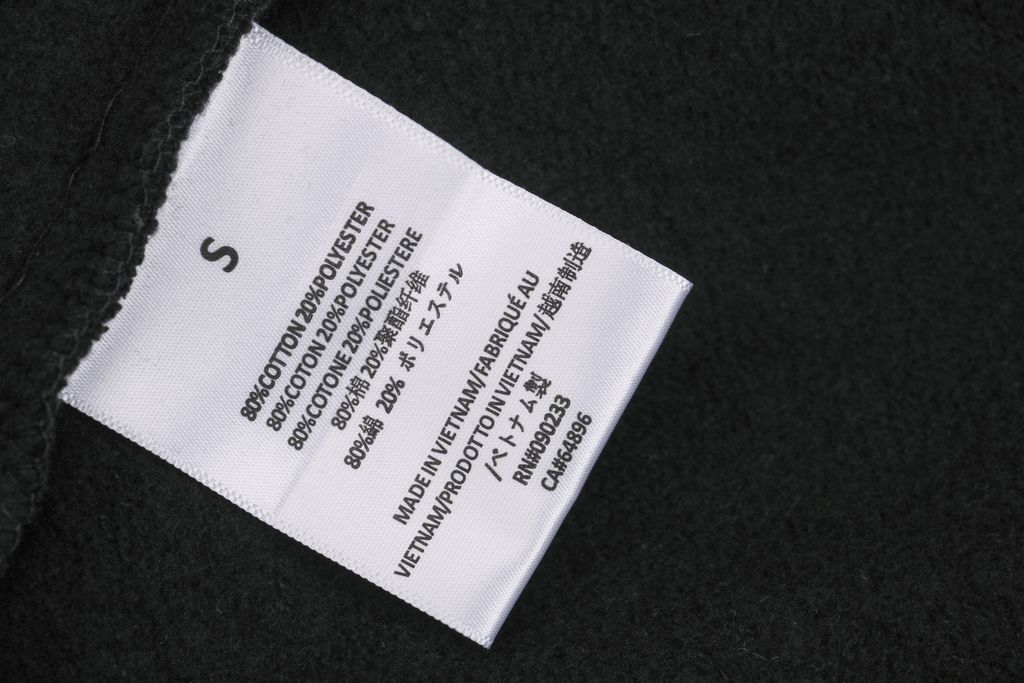 S
80%COTTON 20%POLYESTER
80%COTON 20%POLYESTER
80%COTONE 20%POLIESTERE
80%棉 20%聚酯纤维
80%綿 20% ポリエステル
MADE IN VIETNAM/FABRIQUÉ AU
VIETNAM/PRODOTTO IN VIETNAM/越南制造
/ベトナム製
RN#090233
CA#64896